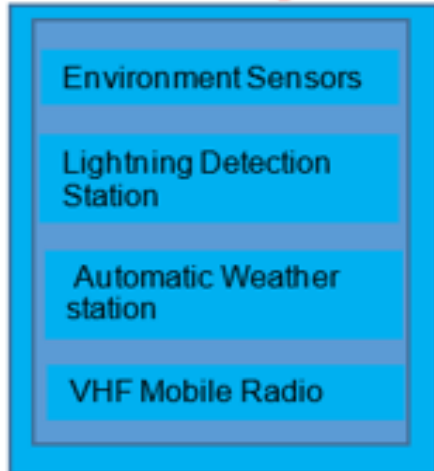 Environment Sensors
Lightning Detection
Station
Automatic Weather
station
VHF Mobile Radio